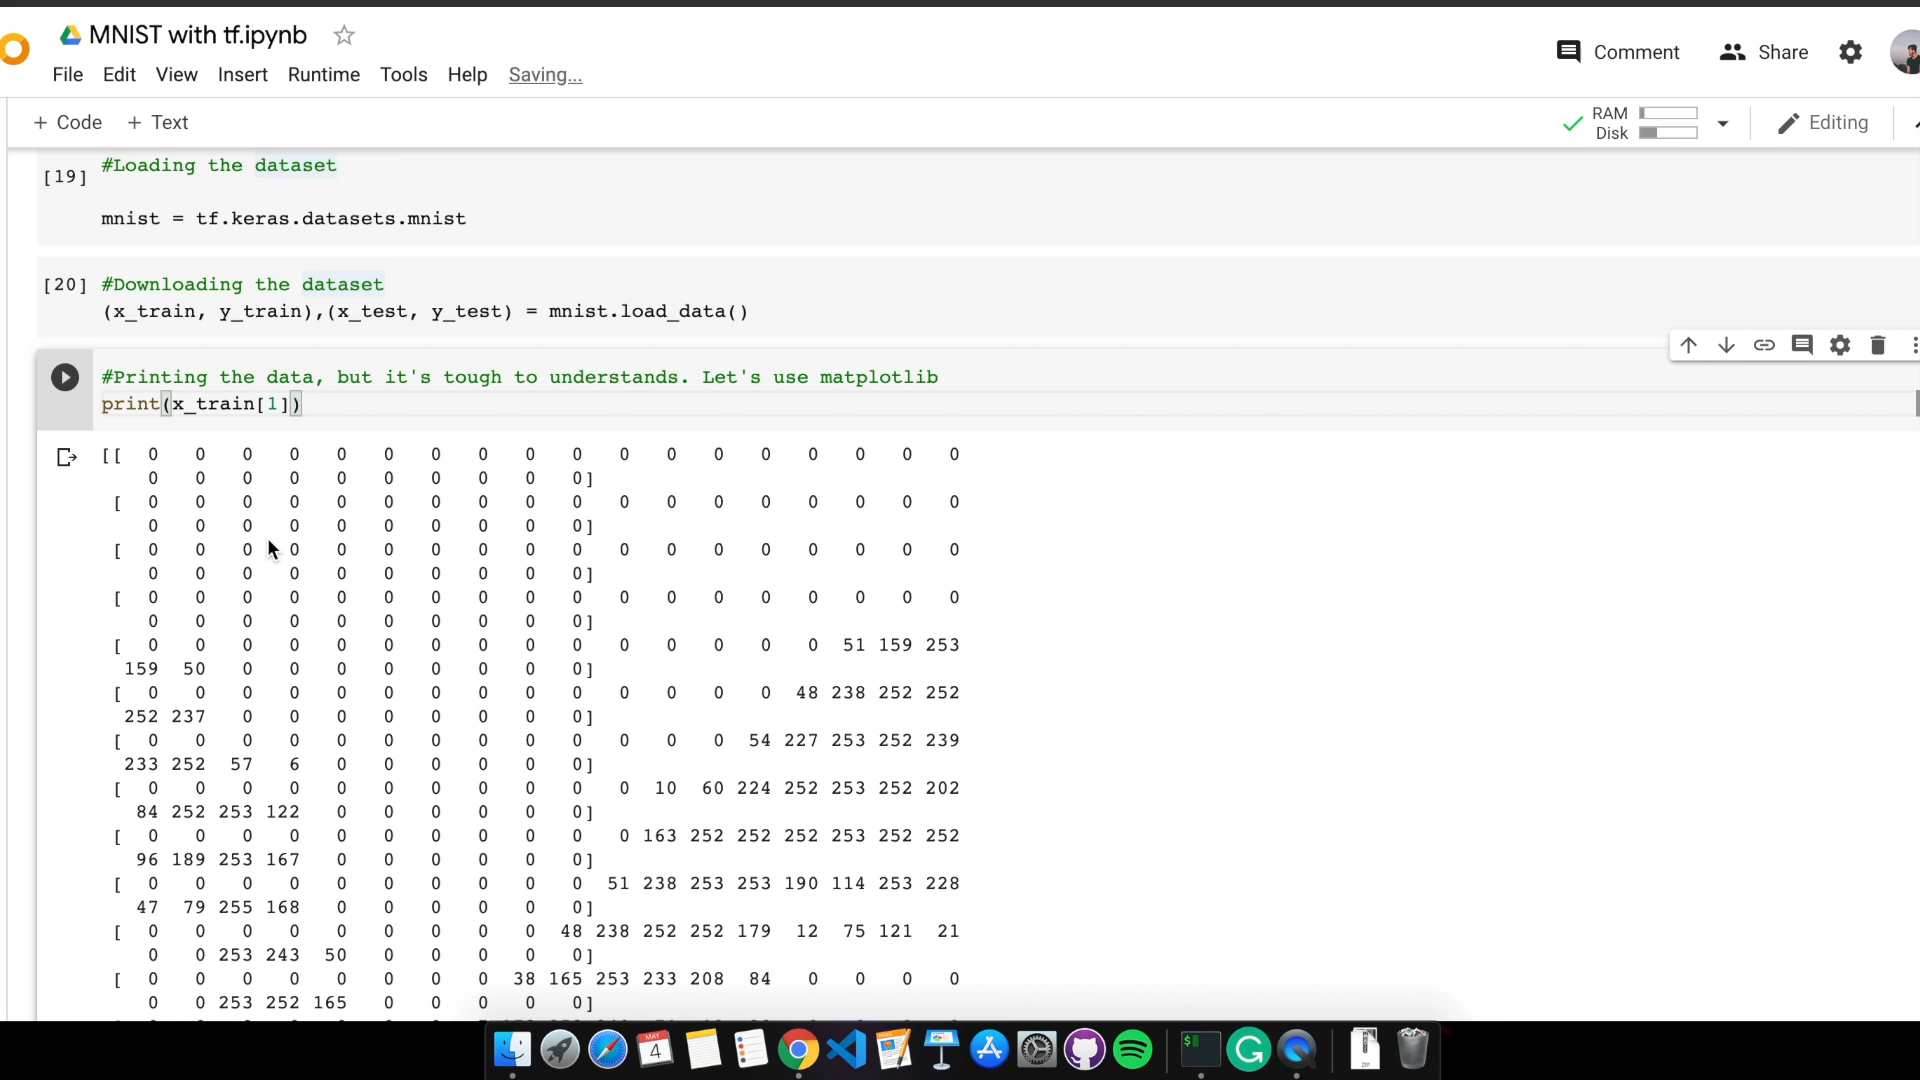 MNIST with tf.ipynb
Comment Share
File Edit View Insert Runtime Tools Help Saving...
+ Code + Text
RAM
Disk
Editing
[19] #Loading the dataset
mnist = tf.keras.datasets.mnist
[20] #Downloading the dataset
(x_train, y_train),(x_test, y_test) = mnist.load_data()
#Printing the data, but it's tough to understands. Let's use matplotlib
print(x_train[1])
[[ 0 0 0 0 0 0 0 0 0 0 0 0 0 0 0 0 0 0
0 0 0 0 0 0 0 0 0 0]
[ 0 0 0 0 0 0 0 0 0 0 0 0 0 0 0 0 0 0
0 0 0 0 0 0 0 0 0 0]
[ 0 0 0 0 0 0 0 0 0 0 0 0 0 0 0 0 0 0
0 0 0 0 0 0 0 0 0 0]
[ 0 0 0 0 0 0 0 0 0 0 0 0 0 0 0 0 0 0
0 0 0 0 0 0 0 0 0 0]
[ 0 0 0 0 0 0 0 0 0 0 0 0 0 0 0 51 159 253
159 50 0 0 0 0 0 0 0 0]
[ 0 0 0 0 0 0 0 0 0 0 0 0 0 0 48 238 252 252
252 237 0 0 0 0 0 0 0 0]
[ 0 0 0 0 0 0 0 0 0 0 0 0 0 54 227 253 252 239
233 252 57 6 0 0 0 0 0 0]
[ 0 0 0 0 0 0 0 0 0 0 0 10 60 224 252 253 252 202
84 252 253 122 0 0 0 0 0 0]
[ 0 0 0 0 0 0 0 0 0 0 0 163 252 252 252 253 252 252
96 189 253 167 0 0 0 0 0 0]
[ 0 0 0 0 0 0 0 0 0 0 51 238 253 253 190 114 253 228
47 79 255 168 0 0 0 0 0 0]
[ 0 0 0 0 0 0 0 0 0 48 238 252 252 179 12 75 121 21
0 0 253 243 50 0 0 0 0 0]
[ 0 0 0 0 0 0 0 0 38 165 253 233 208 84 0 0 0 0
0 0 253 252 165 0 0 0 0 0]
MAY
4
ZIP